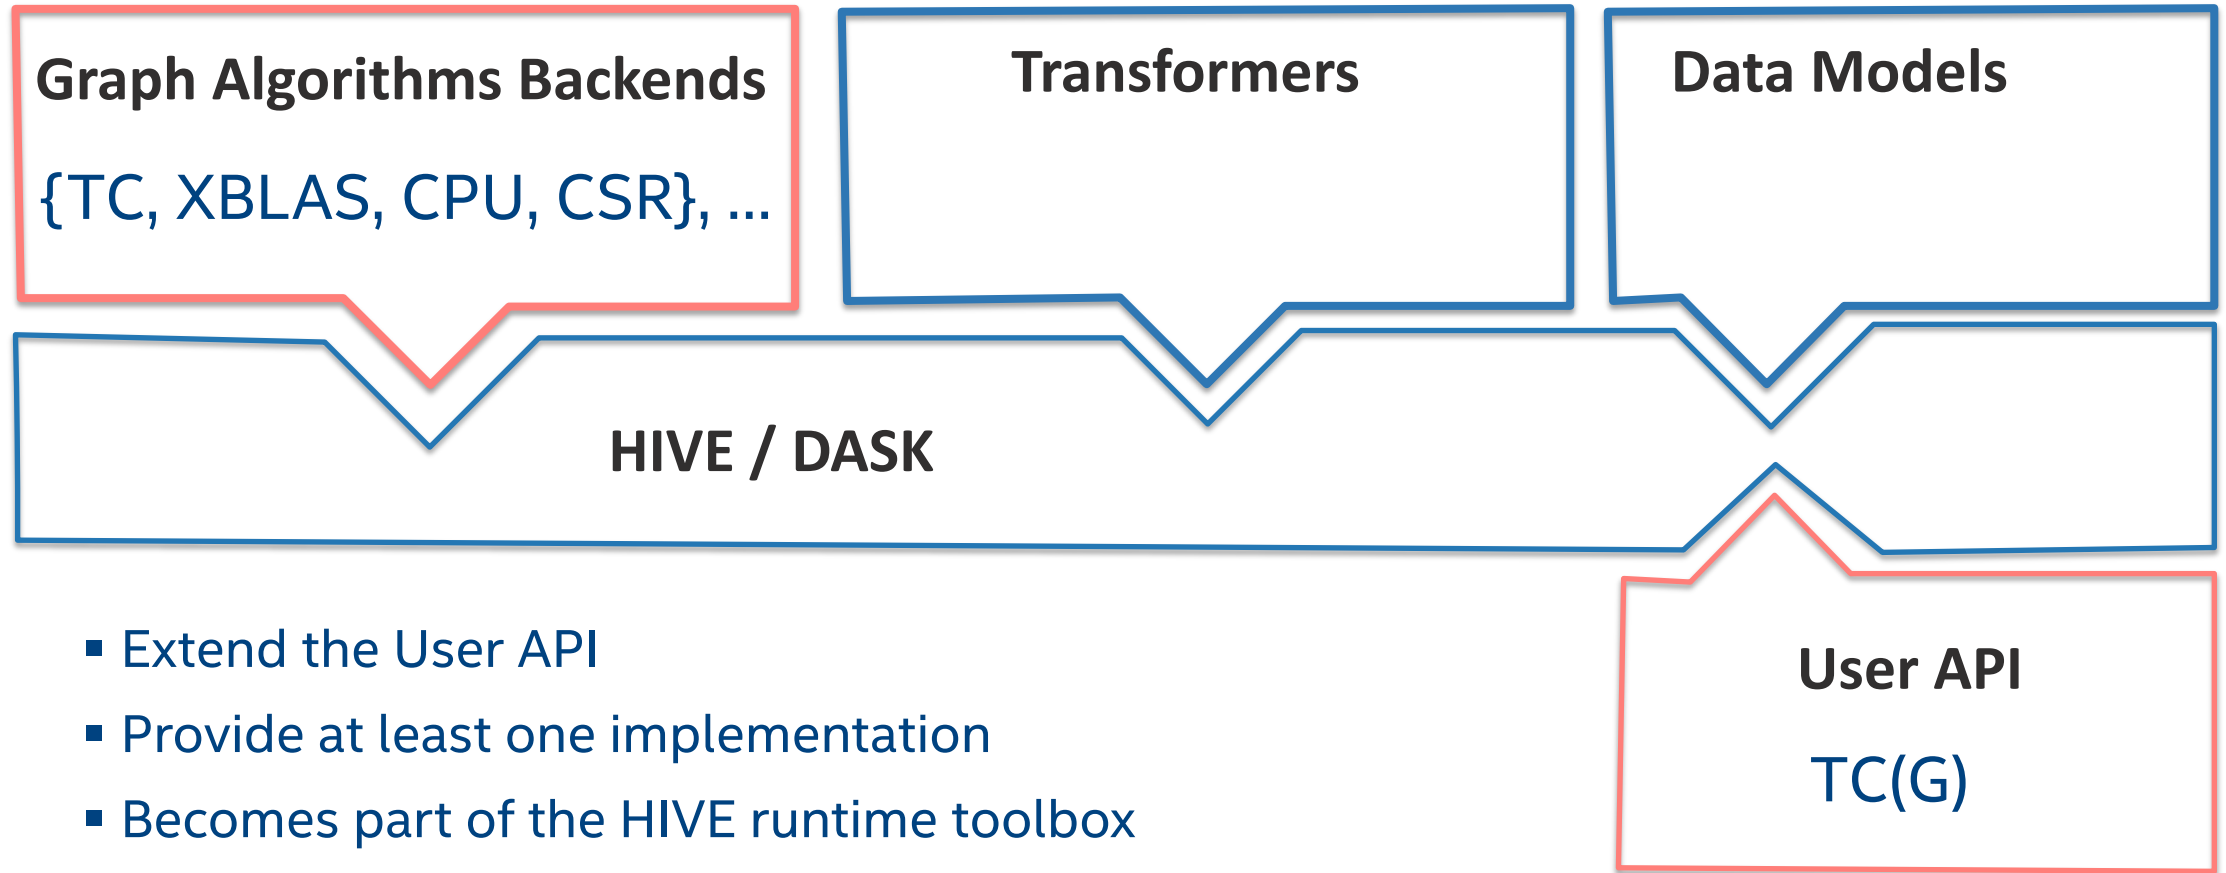 Graph Algorithms Backends
{TC, XBLAS, CPU, CSR}, ...
Transformers
Data Models
HIVE / DASK
▪ Extend the User API
▪ Provide at least one implementation
▪ Becomes part of the HIVE runtime toolbox
User API
TC(G)